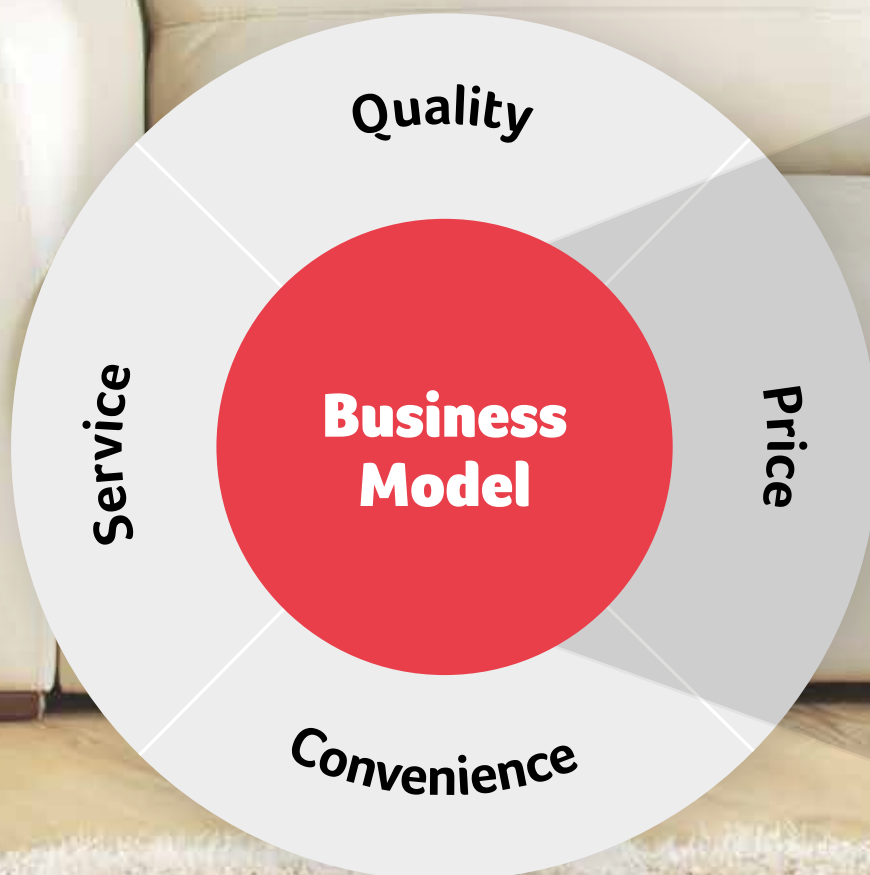 Quality
Service
Business
Model
Price
Convenience